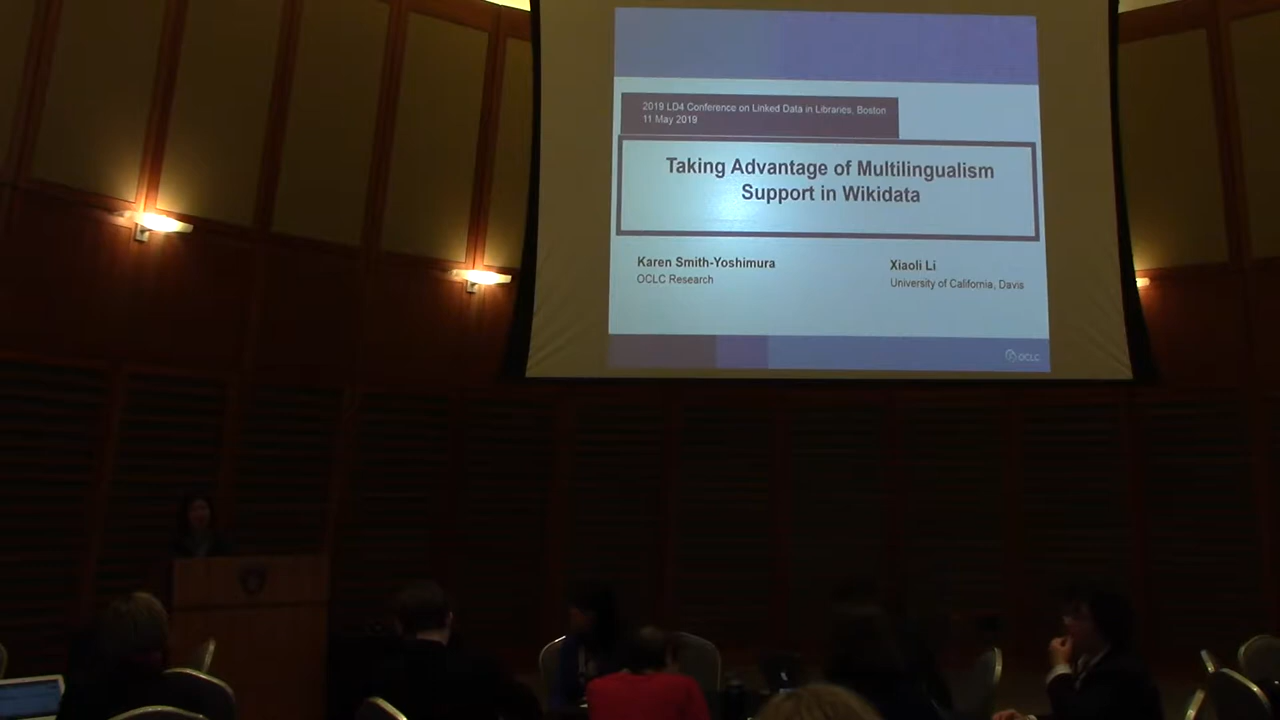 2019 LD4 Conference on Linked Data in Libraries, Boston
11 May 2019
Taking Advantage of Multilingualism
Support in Wikidata
Karen Smith-Yoshimura
OCLC Research
Xiaoli Li
University of California, Davis
OCLC